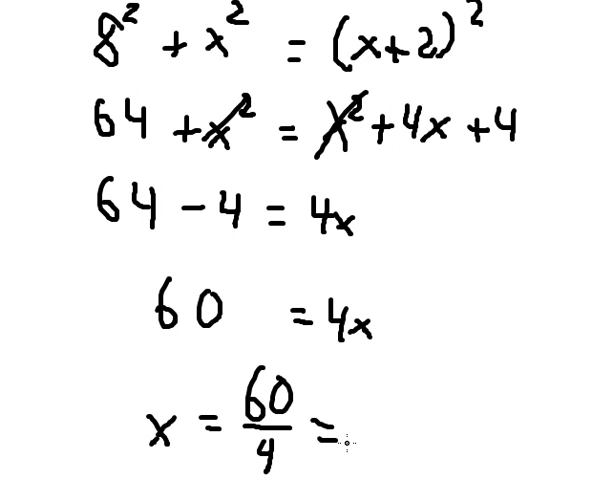 8² + x² = (x+2)²
64 + x² = x² + 4x + 4
64 - 4 = 4x
60 = 4x
x = 60/4 =